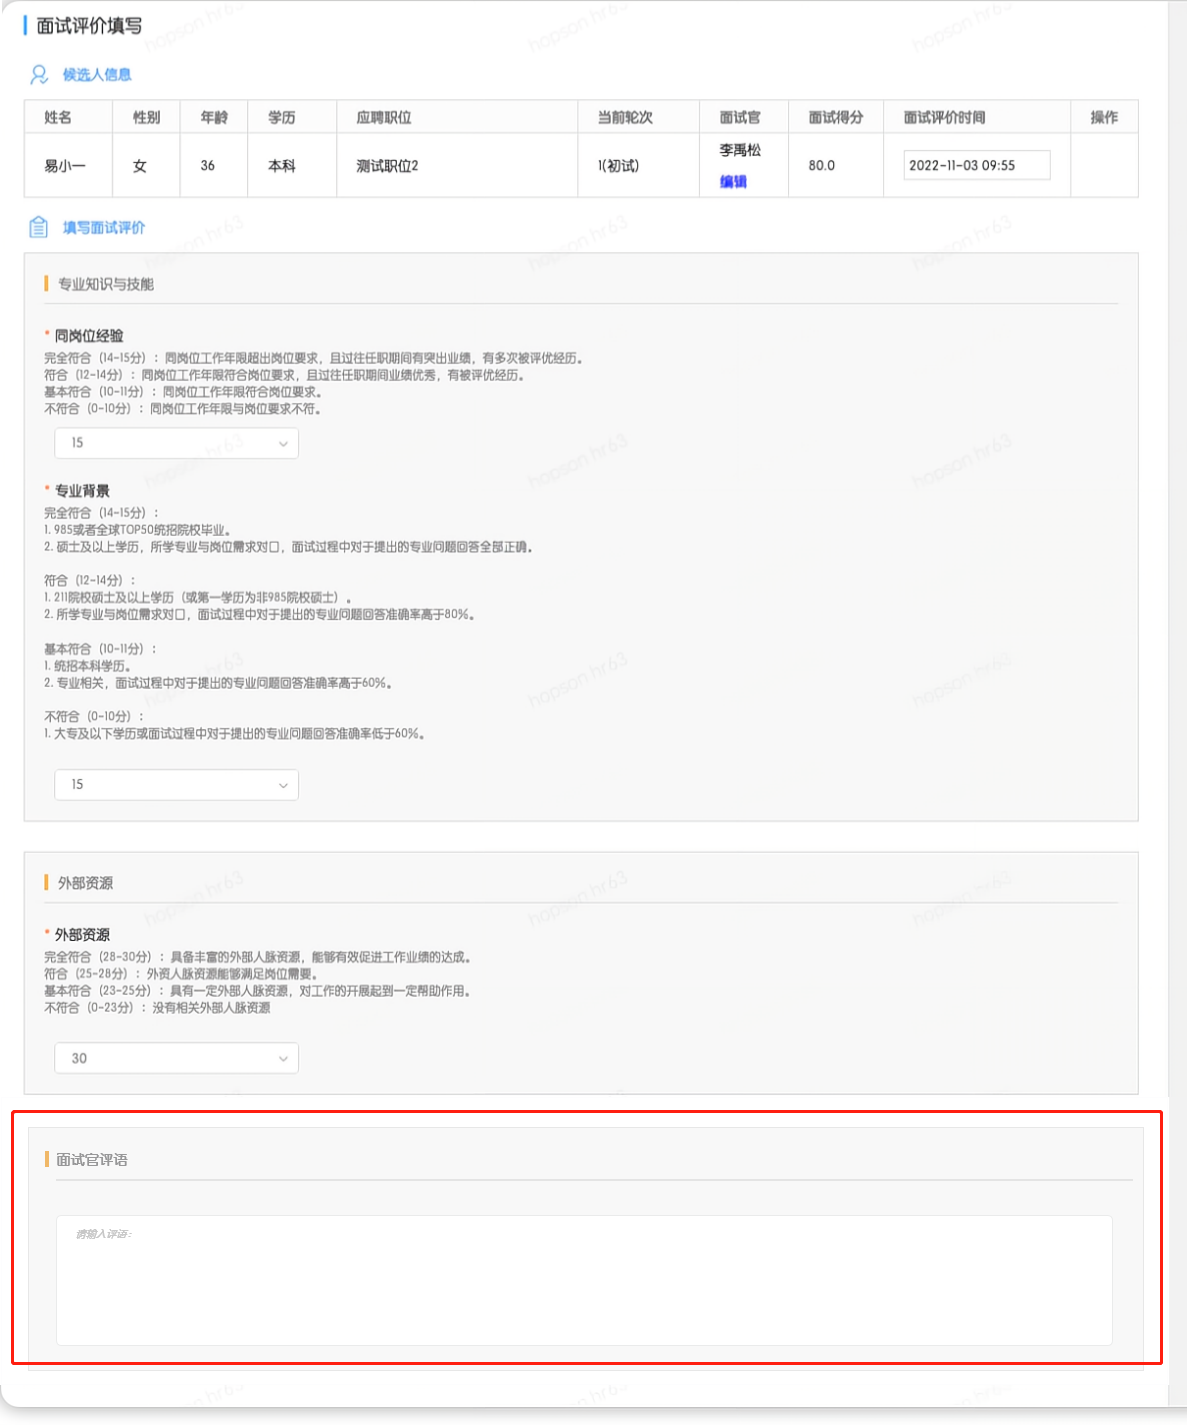 面试评价填写
候选人信息
姓名 性别 年龄 学历 应聘职位 当前轮次 面试官 面试得分 面试评价时间 操作
易小一 女 36 本科 测试职位2 1(初试) 李禹松 80.0 2022-11-03 09:55
编辑
填写面试评价
专业知识与技能
* 同岗位经验
完全符合（14-15分）：同岗位工作年限超出岗位要求，且过往任职期间有突出业绩，有多次被评优经历。
符合（12-14分）：同岗位工作年限符合岗位要求，且过往任职期间业绩优秀，有被评优经历。
基本符合（10-11分）：同岗位工作年限符合岗位要求。
不符合（0-10分）：同岗位工作年限与岗位要求不符。
15
* 专业背景
完全符合（14-15分）：
1. 985或者全球TOP50统招院校毕业。
2. 硕士及以上学历，所学专业与岗位需求对口，面试过程中对于提出的专业问题回答全部正确。
符合（12-14分）：
1. 211院校硕士及以上学历（或第一学历为非985院校硕士）。
2. 所学专业与岗位需求对口，面试过程中对于提出的专业问题回答准确率高于80%。
基本符合（10-11分）：
1. 统招本科学历。
2. 专业相关，面试过程中对于提出的专业问题回答准确率高于60%。
不符合（0-10分）：
1. 大专及以下学历或面试过程中对于提出的专业问题回答准确率低于60%。
15
外部资源
* 外部资源
完全符合（28-30分）：具备丰富的外部人脉资源，能够有效促进工作业绩的达成。
符合（25-28分）：外资人脉资源能够满足岗位需要。
基本符合（23-25分）：具有一定外部人脉资源，对工作的开展起到一定帮助作用。
不符合（0-23分）：没有相关外部人脉资源
30
面试官评语
请输入评语：
hopson hr63